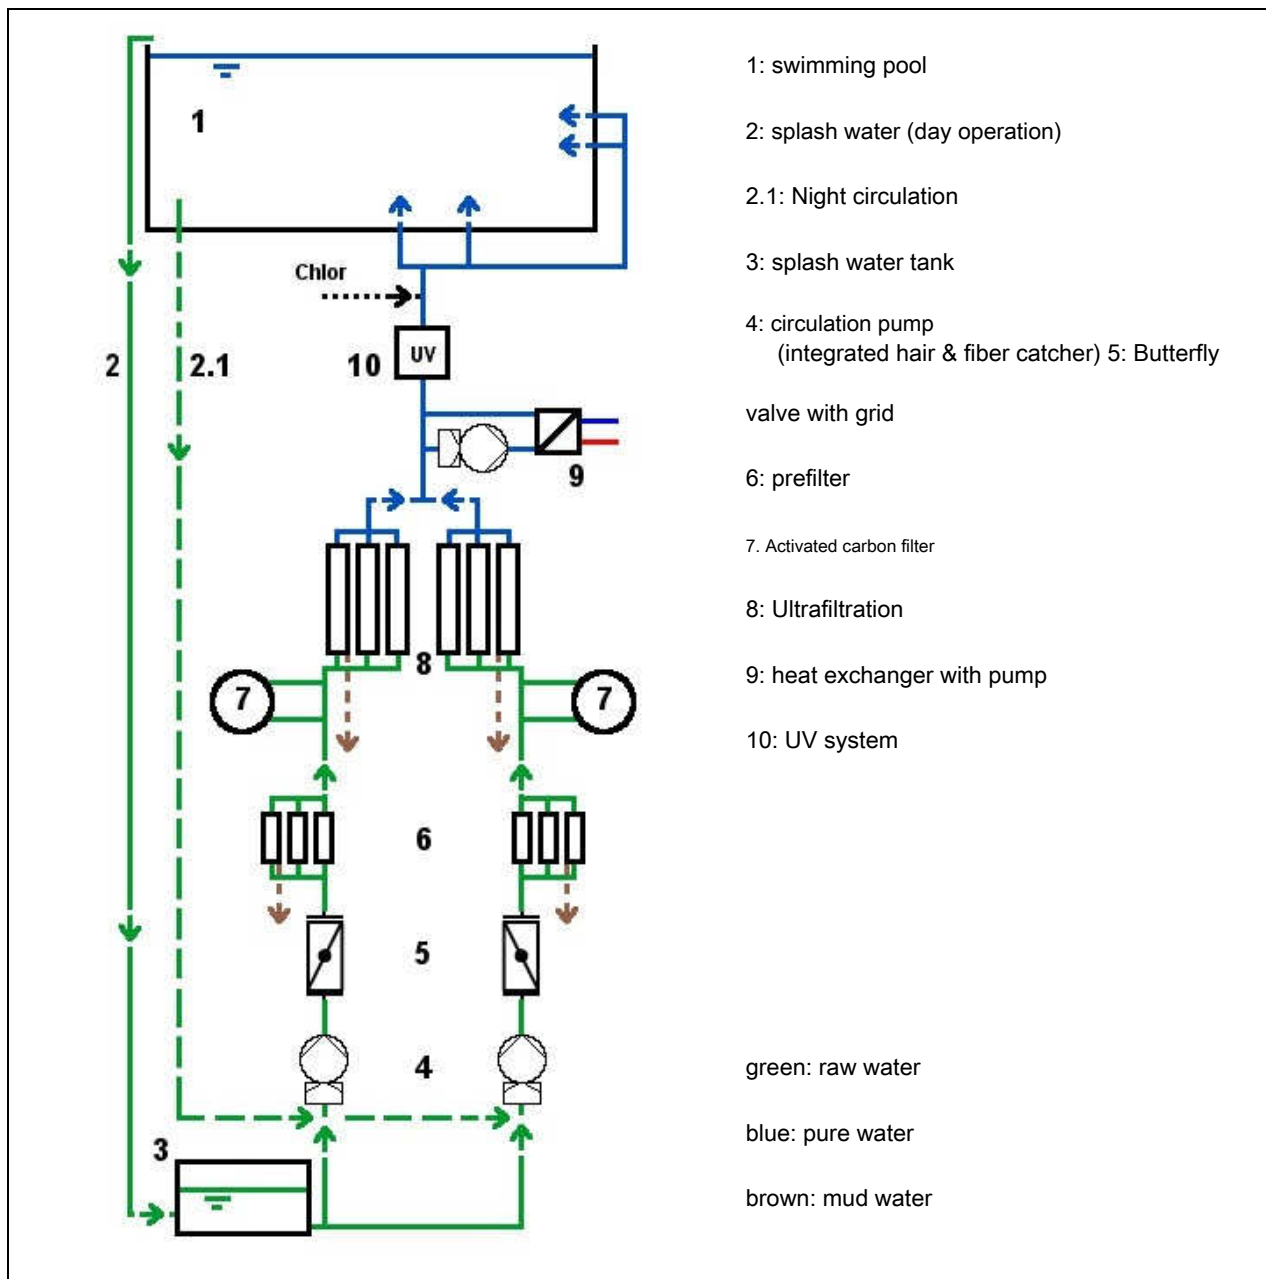 1
Chlor
2
2.1
10
UV
9
8
7
7
6
5
4
3
1: swimming pool
2: splash water (day operation)
2.1: Night circulation
3: splash water tank
4: circulation pump
(integrated hair & fiber catcher) 5: Butterfly
valve with grid
6: prefilter
7. Activated carbon filter
8: Ultrafiltration
9: heat exchanger with pump
10: UV system
green: raw water
blue: pure water
brown: mud water